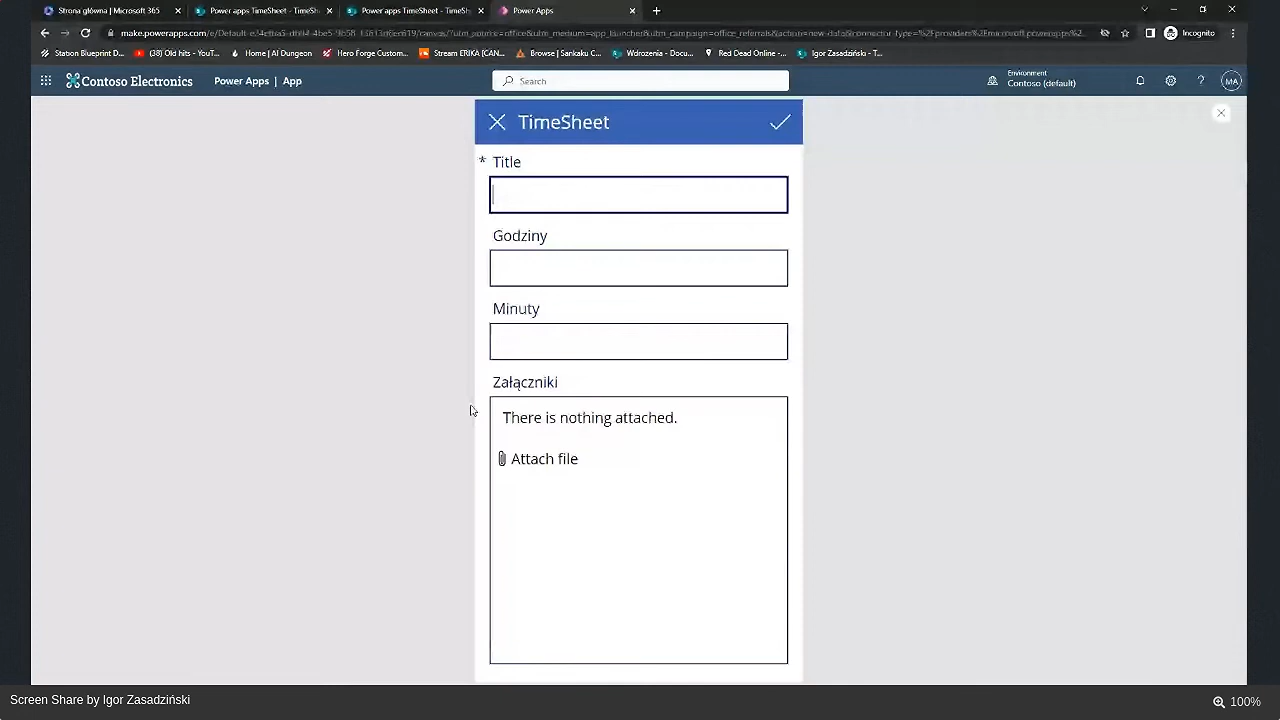 Strona główna | Microsoft 365
Power apps TimeSheet - TimeSh
Power apps TimeSheet - TimeSh
Power Apps
Incognito
Station Blueprint D...
(38) Old hits - YouT...
Home | AI Dungeon
Hero Forge Custom...
Stream ERIKA [CAN...
Browse | Sankaku C...
Wdrożenia - Docu...
Red Dead Online -...
Igor Zasadziński - T...
Contoso Electronics
Power Apps | App
Search
Environment
Contoso (default)
MA
TimeSheet
* Title
Godziny
Minuty
Załączniki
There is nothing attached.
Attach file
Screen Share by Igor Zasadziński
100%